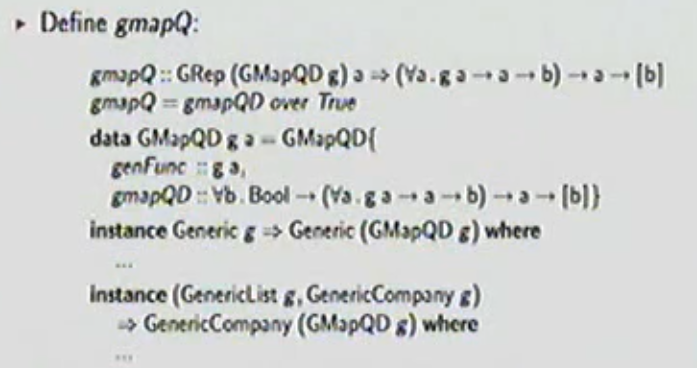 ▸ Define gmapQ:
gmapQ :: GRep (GMapQD g) a ⇒ (∀a . g a → a → b) → a → [b]
gmapQ = gmapQD over True
data GMapQD g a = GMapQD{
genFunc :: g a,
gmapQD :: ∀b . Bool → (∀a . g a → a → b) → a → [b]}
instance Generic g ⇒ Generic (GMapQD g) where
...
instance (GenericList g, GenericCompany g)
⇒ GenericCompany (GMapQD g) where
...